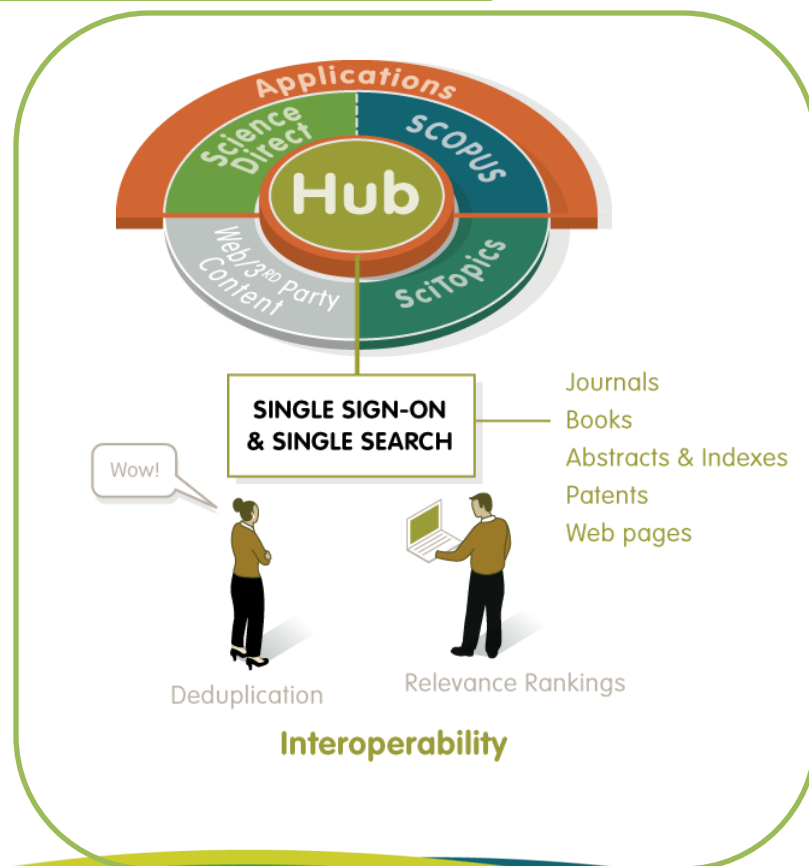 Applications
Science
Direct
SCOPUS
Hub
Web/3RD Party
Content
SciTopics
SINGLE SIGN-ON
& SINGLE SEARCH
Journals
Books
Abstracts & Indexes
Patents
Web pages
Wow!
Deduplication
Relevance Rankings
Interoperability